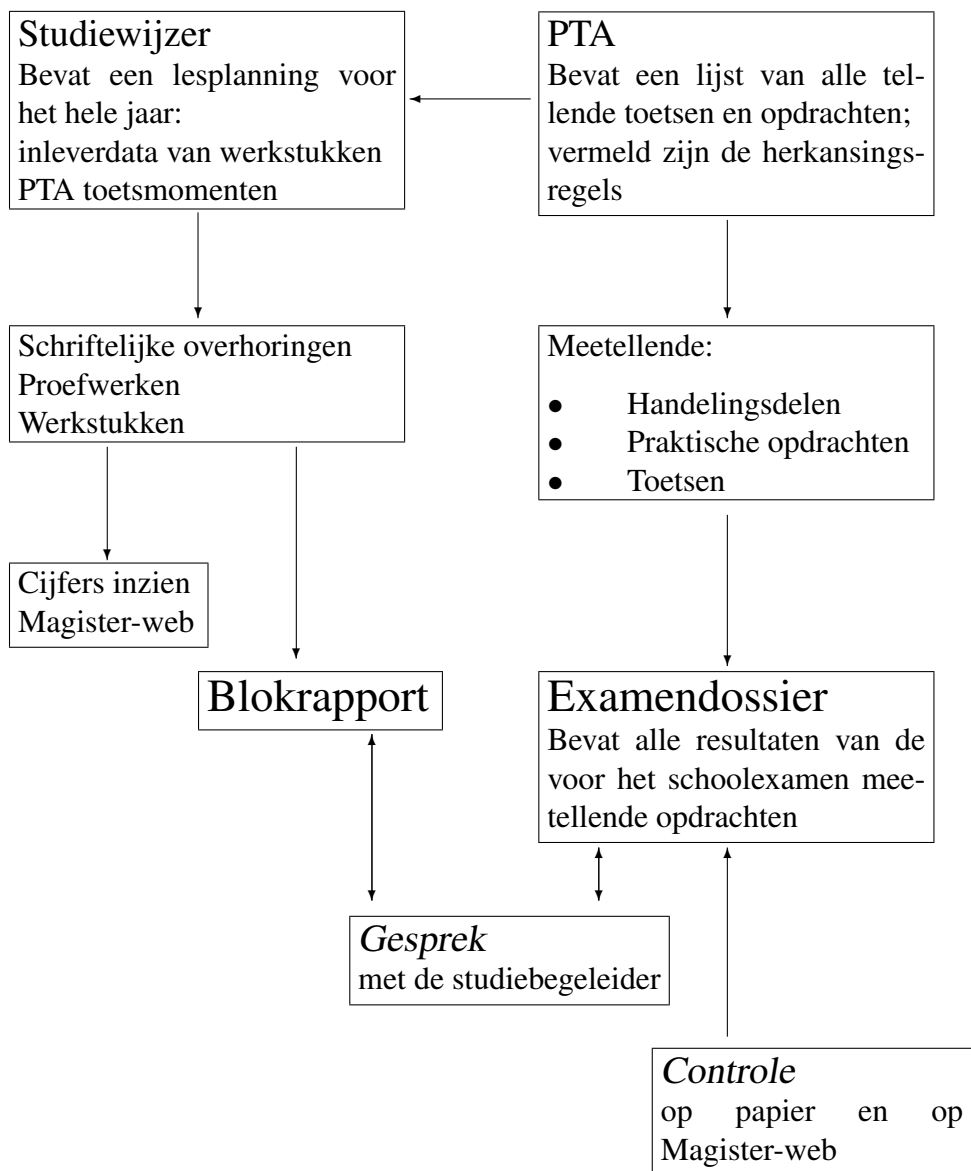 Studiewijzer
Bevat een lesplanning voor
het hele jaar:
inleverdata van werkstukken
PTA toetsmomenten
PTA
Bevat een lijst van alle tel-
lende toetsen en opdrachten;
vermeld zijn de herkansings-
regels
Schriftelijke overhoringen
Proefwerken
Werkstukken
Meetellende:
• Handelingsdelen
• Praktische opdrachten
• Toetsen
Cijfers inzien
Magister-web
Blokrapport
Examendossier
Bevat alle resultaten van de
voor het schoolexamen mee-
tellende opdrachten
Gesprek
met de studiebegeleider
Controle
op papier en op
Magister-web